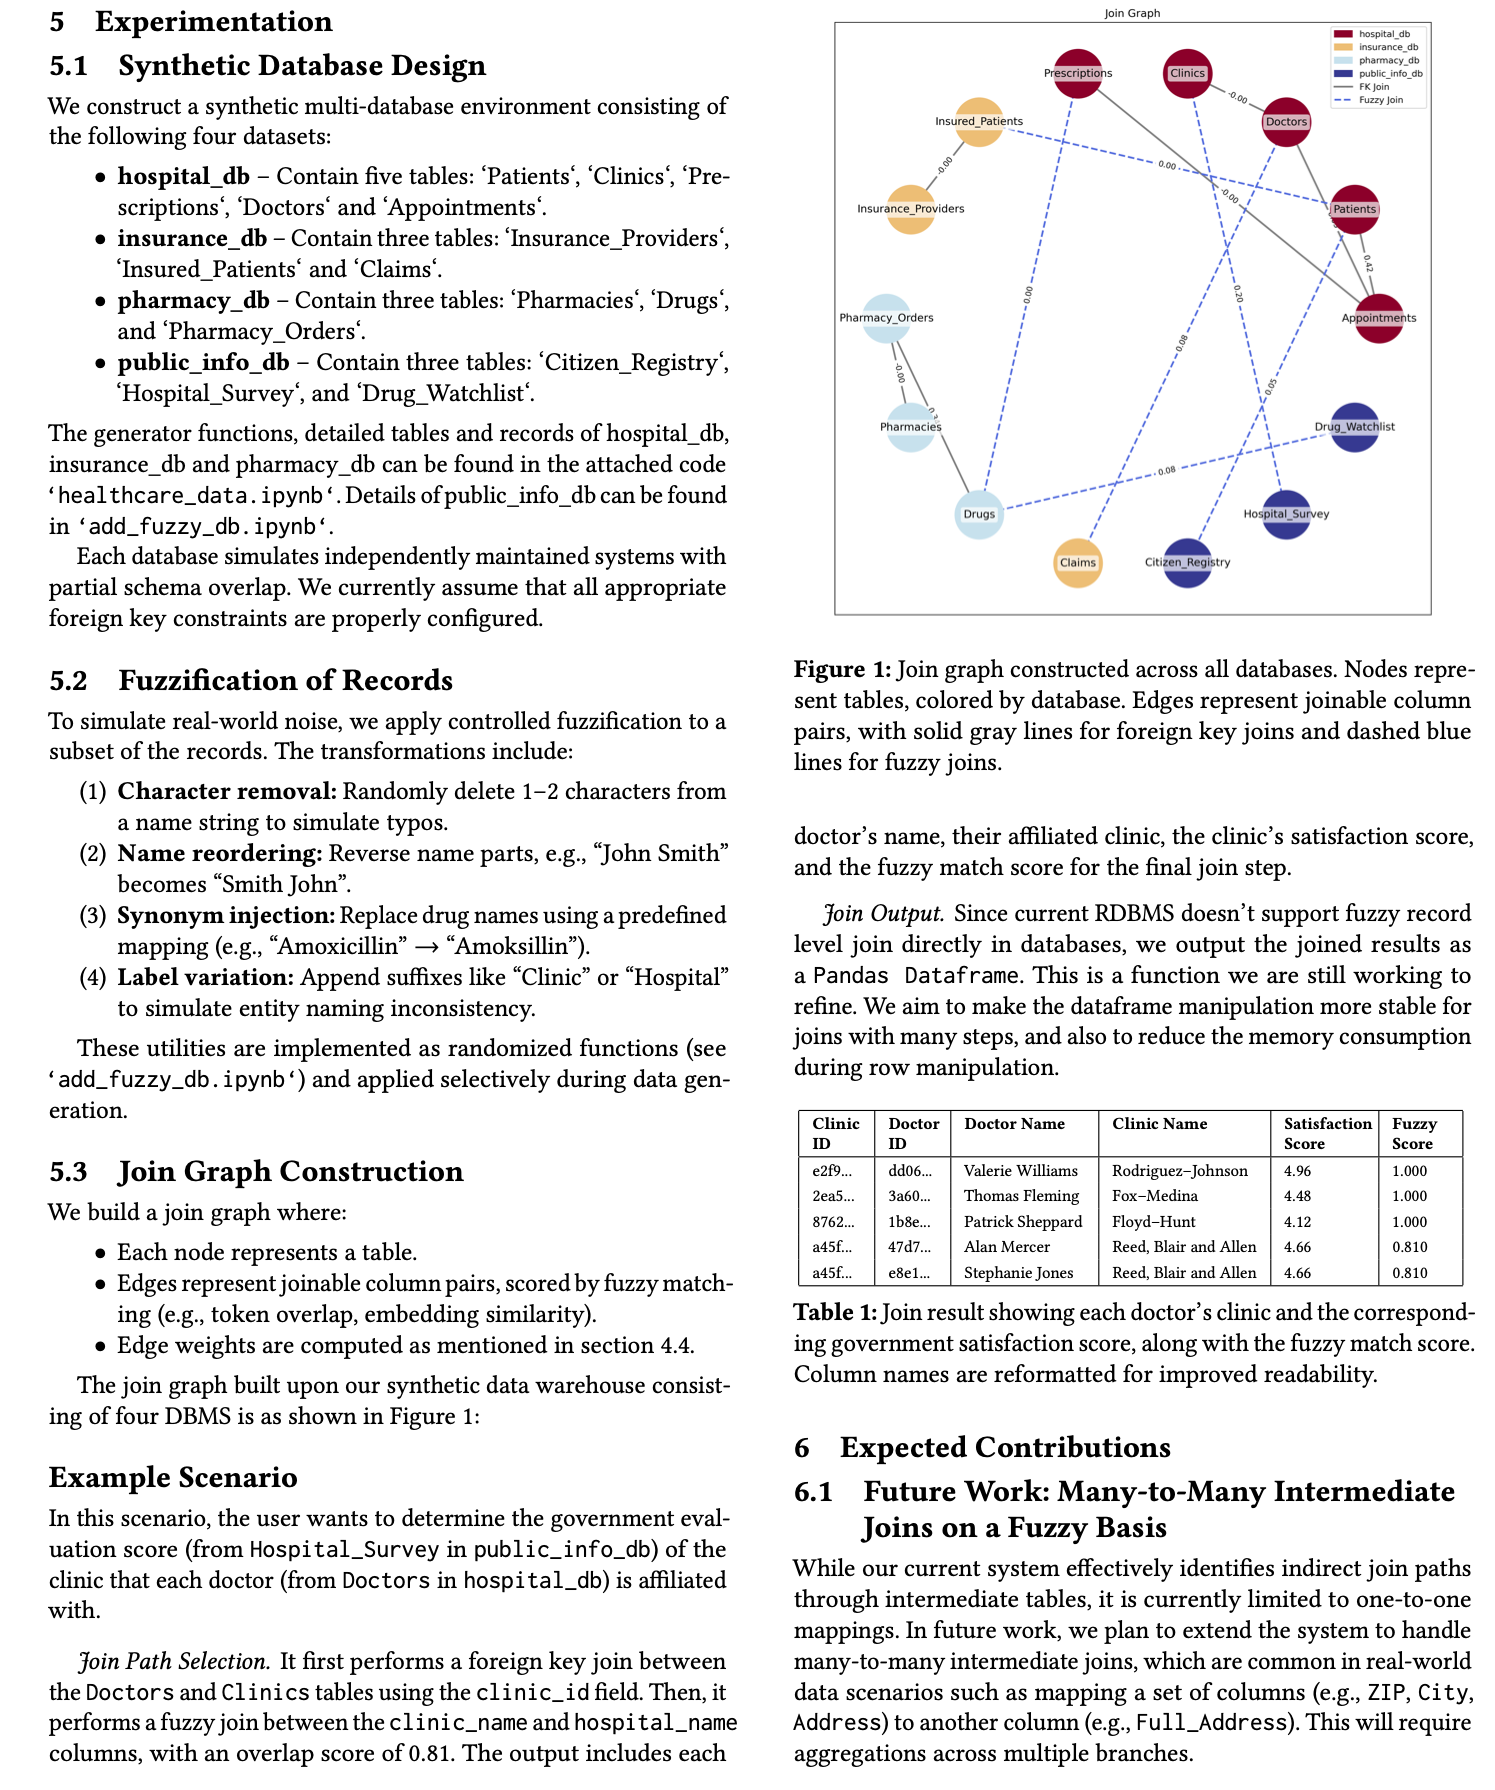 5 Experimentation
5.1 Synthetic Database Design
We construct a synthetic multi-database environment consisting of
the following four datasets:
• hospital_db – Contain five tables: ‘Patients‘, ‘Clinics‘, ‘Pre-
scriptions‘, ‘Doctors‘ and ‘Appointments‘.
• insurance_db – Contain three tables: ‘Insurance_Providers‘,
‘Insured_Patients‘ and ‘Claims‘.
• pharmacy_db – Contain three tables: ‘Pharmacies‘, ‘Drugs‘,
and ‘Pharmacy_Orders‘.
• public_info_db – Contain three tables: ‘Citizen_Registry‘,
‘Hospital_Survey‘, and ‘Drug_Watchlist‘.
The generator functions, detailed tables and records of hospital_db,
insurance_db and pharmacy_db can be found in the attached code
‘healthcare_data.ipynb‘. Details of public_info_db can be found
in ‘add_fuzzy_db.ipynb‘.
Each database simulates independently maintained systems with
partial schema overlap. We currently assume that all appropriate
foreign key constraints are properly configured.
5.2 Fuzzification of Records
To simulate real-world noise, we apply controlled fuzzification to a
subset of the records. The transformations include:
(1) Character removal: Randomly delete 1–2 characters from
a name string to simulate typos.
(2) Name reordering: Reverse name parts, e.g., “John Smith”
becomes “Smith John”.
(3) Synonym injection: Replace drug names using a predefined
mapping (e.g., “Amoxicillin” → “Amoksillin”).
(4) Label variation: Append suffixes like “Clinic” or “Hospital”
to simulate entity naming inconsistency.
These utilities are implemented as randomized functions (see
‘add_fuzzy_db.ipynb‘) and applied selectively during data gen-
eration.
5.3 Join Graph Construction
We build a join graph where:
• Each node represents a table.
• Edges represent joinable column pairs, scored by fuzzy match-
ing (e.g., token overlap, embedding similarity).
• Edge weights are computed as mentioned in section 4.4.
The join graph built upon our synthetic data warehouse consist-
ing of four DBMS is as shown in Figure 1:
Example Scenario
In this scenario, the user wants to determine the government eval-
uation score (from Hospital_Survey in public_info_db) of the
clinic that each doctor (from Doctors in hospital_db) is affiliated
with.
Join Path Selection. It first performs a foreign key join between
the Doctors and Clinics tables using the clinic_id field. Then, it
performs a fuzzy join between the clinic_name and hospital_name
columns, with an overlap score of 0.81. The output includes each
Join Graph
hospital_db
insurance_db
pharmacy_db
public_info_db
FK Join
Fuzzy Join
Prescriptions
Clinics
-0.00
Doctors
Insured_Patients
0.00
-0.00
-0.00
Insurance_Providers
Patients
0.42
Pharmacy_Orders
0.00
0.20
Appointments
0.08
-0.00
0.05
Pharmacies
Drug_Watchlist
0.08
Drugs
Hospital_Survey
Claims
Citizen_Registry
Figure 1: Join graph constructed across all databases. Nodes repre-
sent tables, colored by database. Edges represent joinable column
pairs, with solid gray lines for foreign key joins and dashed blue
lines for fuzzy joins.
doctor’s name, their affiliated clinic, the clinic’s satisfaction score,
and the fuzzy match score for the final join step.
Join Output. Since current RDBMS doesn’t support fuzzy record
level join directly in databases, we output the joined results as
a Pandas Dataframe. This is a function we are still working to
refine. We aim to make the dataframe manipulation more stable for
joins with many steps, and also to reduce the memory consumption
during row manipulation.
Clinic ID Doctor ID Doctor Name Clinic Name Satisfaction Score Fuzzy Score
e2f9... dd06... Valerie Williams Rodriguez–Johnson 4.96 1.000
2ea5... 3a60... Thomas Fleming Fox–Medina 4.48 1.000
8762... 1b8e... Patrick Sheppard Floyd–Hunt 4.12 1.000
a45f... 47d7... Alan Mercer Reed, Blair and Allen 4.66 0.810
a45f... e8e1... Stephanie Jones Reed, Blair and Allen 4.66 0.810
Table 1: Join result showing each doctor’s clinic and the correspond-
ing government satisfaction score, along with the fuzzy match score.
Column names are reformatted for improved readability.
6 Expected Contributions
6.1 Future Work: Many-to-Many Intermediate
Joins on a Fuzzy Basis
While our current system effectively identifies indirect join paths
through intermediate tables, it is currently limited to one-to-one
mappings. In future work, we plan to extend the system to handle
many-to-many intermediate joins, which are common in real-world
data scenarios such as mapping a set of columns (e.g., ZIP, City,
Address) to another column (e.g., Full_Address). This will require
aggregations across multiple branches.